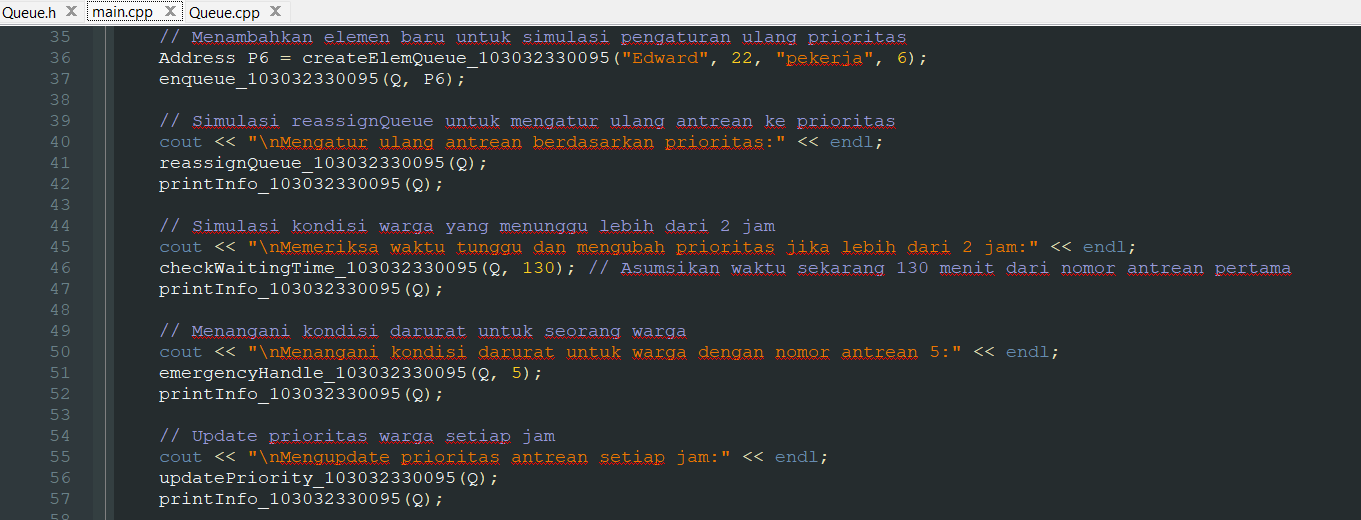 Queue.h X main.cpp X Queue.cpp X
35 // Menambahkan elemen baru untuk simulasi pengaturan ulang prioritas
36 Address P6 = createElemQueue_103032330095("Edward", 22, "pekerja", 6);
37 enqueue_103032330095(Q, P6);
38
39 // Simulasi reassignQueue untuk mengatur ulang antrean ke prioritas
40 cout << "\nMengatur ulang antrean berdasarkan prioritas:" << endl;
41 reassignQueue_103032330095(Q);
42 printInfo_103032330095(Q);
43
44 // Simulasi kondisi warga yang menunggu lebih dari 2 jam
45 cout << "\nMemeriksa waktu tunggu dan mengubah prioritas jika lebih dari 2 jam:" << endl;
46 checkWaitingTime_103032330095(Q, 130); // Asumsikan waktu sekarang 130 menit dari nomor antrean pertama
47 printInfo_103032330095(Q);
48
49 // Menangani kondisi darurat untuk seorang warga
50 cout << "\nMenangani kondisi darurat untuk warga dengan nomor antrean 5:" << endl;
51 emergencyHandle_103032330095(Q, 5);
52 printInfo_103032330095(Q);
53
54 // Update prioritas warga setiap jam
55 cout << "\nMengupdate prioritas antrean setiap jam:" << endl;
56 updatePriority_103032330095(Q);
57 printInfo_103032330095(Q);
58